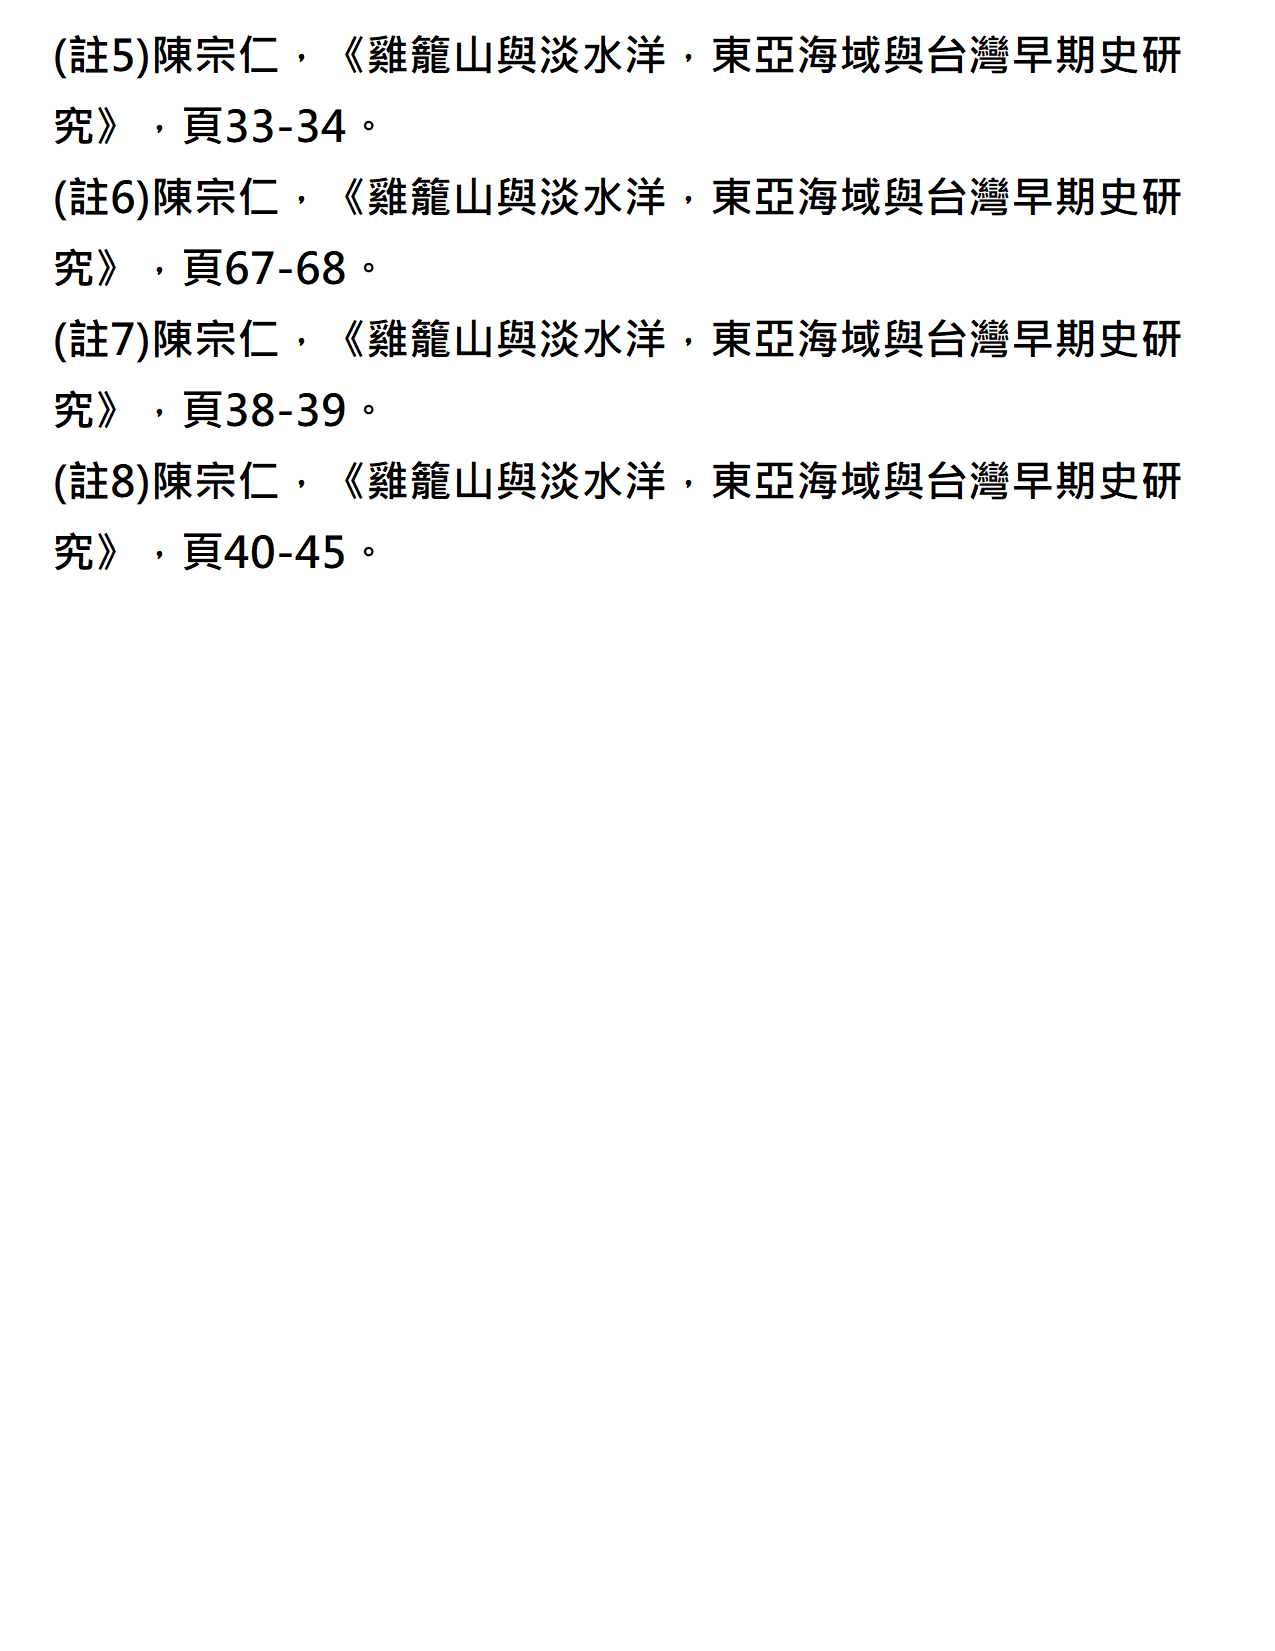 (註5)陳宗仁，《雞籠山與淡水洋，東亞海域與台灣早期史研
究》，頁33-34。
(註6)陳宗仁，《雞籠山與淡水洋，東亞海域與台灣早期史研
究》，頁67-68。
(註7)陳宗仁，《雞籠山與淡水洋，東亞海域與台灣早期史研
究》，頁38-39。
(註8)陳宗仁，《雞籠山與淡水洋，東亞海域與台灣早期史研
究》，頁40-45。